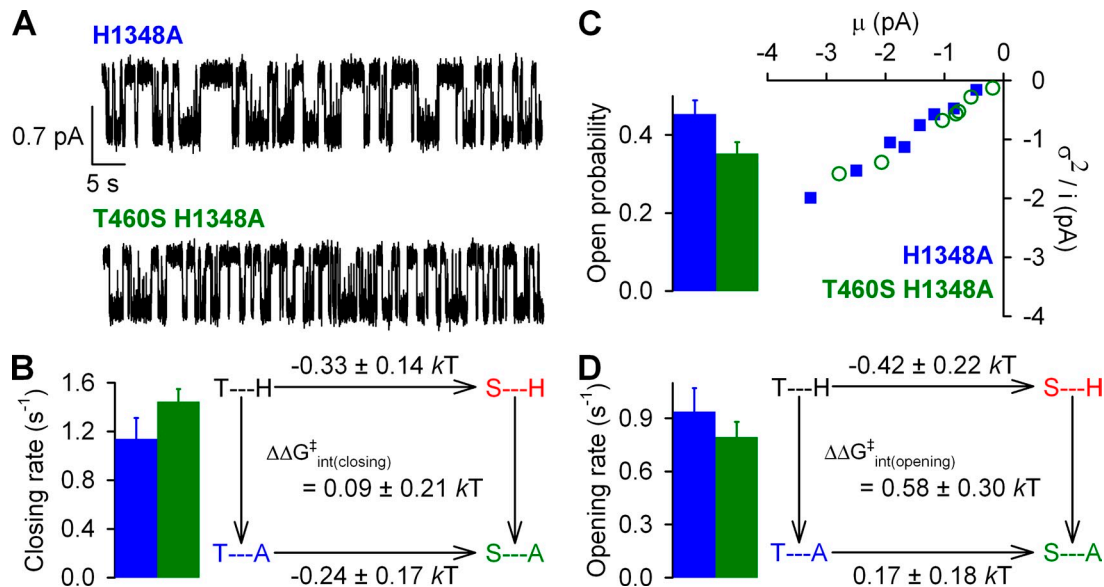 A
H1348A
0.7 pA
5 s
T460S H1348A
C
μ (pA)
-4 -3 -2 -1 0
Open probability
0.4
0.2
0.0
0
-1
-2
-3
-4
σ² / i (pA)
H1348A
T460S H1348A
B
Closing rate (s⁻¹)
1.6
1.2
0.8
0.4
0.0
-0.33 ± 0.14 kT
T---H
S---H
ΔΔG‡int(closing)
= 0.09 ± 0.21 kT
T---A
S---A
-0.24 ± 0.17 kT
D
Opening rate (s⁻¹)
0.9
0.6
0.3
0.0
-0.42 ± 0.22 kT
T---H
S---H
ΔΔG‡int(opening)
= 0.58 ± 0.30 kT
T---A
S---A
0.17 ± 0.18 kT